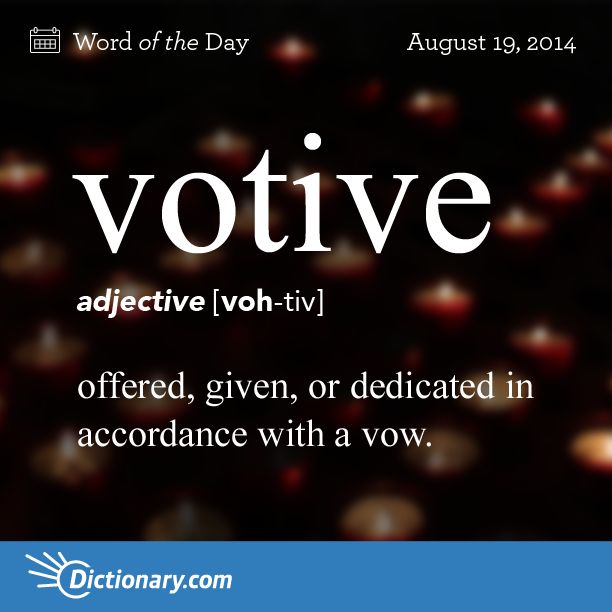 Word of the Day
August 19, 2014
votive
adjective [voh-tiv]
offered, given, or dedicated in
accordance with a vow.
Dictionary.com